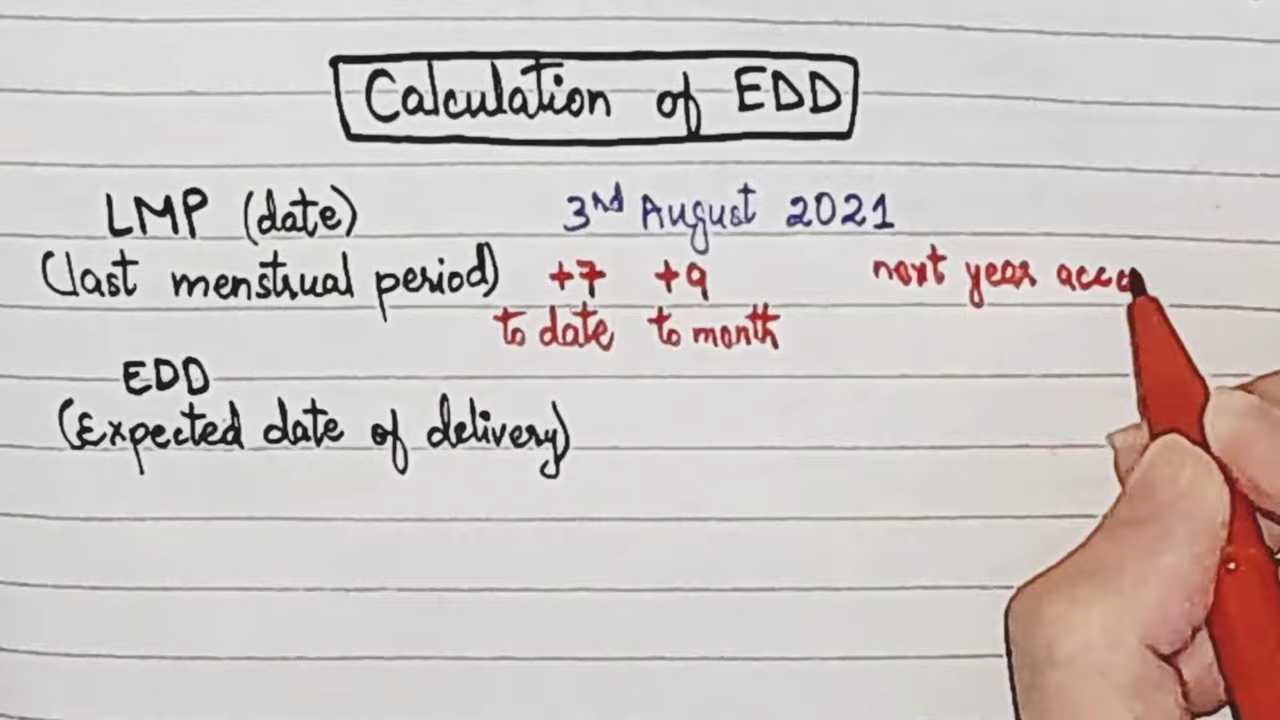 Calculation of EDD
LMP (date) 3rd August 2021
(last menstrual period) +7 +9 next year acco
to date to month
EDD
(Expected date of delivery)